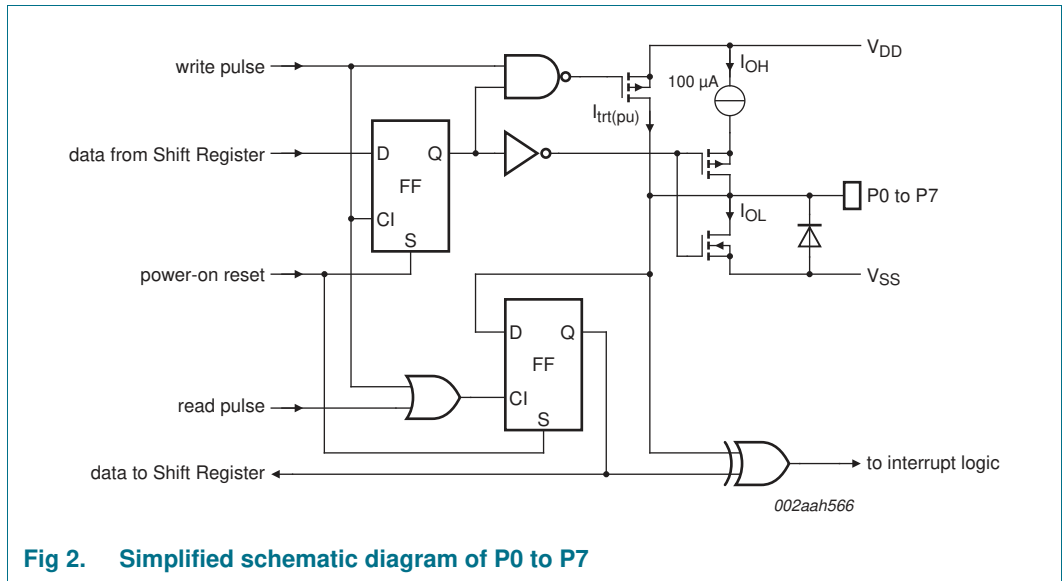 write pulse
V_DD
I_OH
100 µA
I_trt(pu)
data from Shift Register
D
Q
FF
CI
S
P0 to P7
I_OL
power-on reset
V_SS
D
Q
FF
CI
S
read pulse
data to Shift Register
to interrupt logic
002aah566
Fig 2. Simplified schematic diagram of P0 to P7